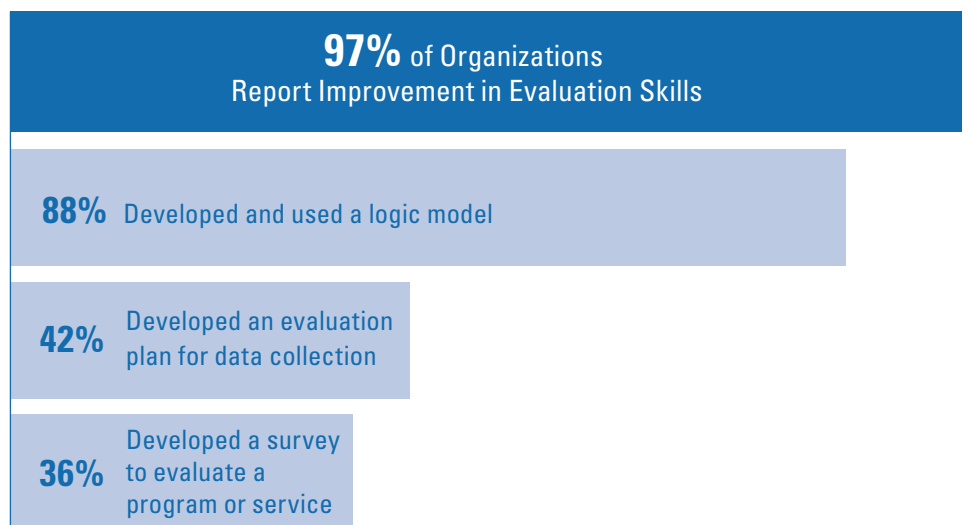 97% of Organizations
Report Improvement in Evaluation Skills
88% Developed and used a logic model
42% Developed an evaluation
plan for data collection
36% Developed a survey
to evaluate a
program or service